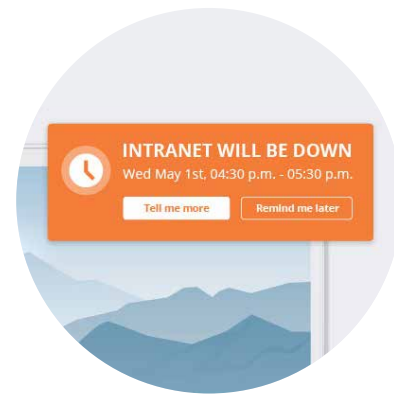 INTRANET WILL BE DOWN
Wed May 1st, 04:30 p.m. - 05:30 p.m.
Tell me more
Remind me later